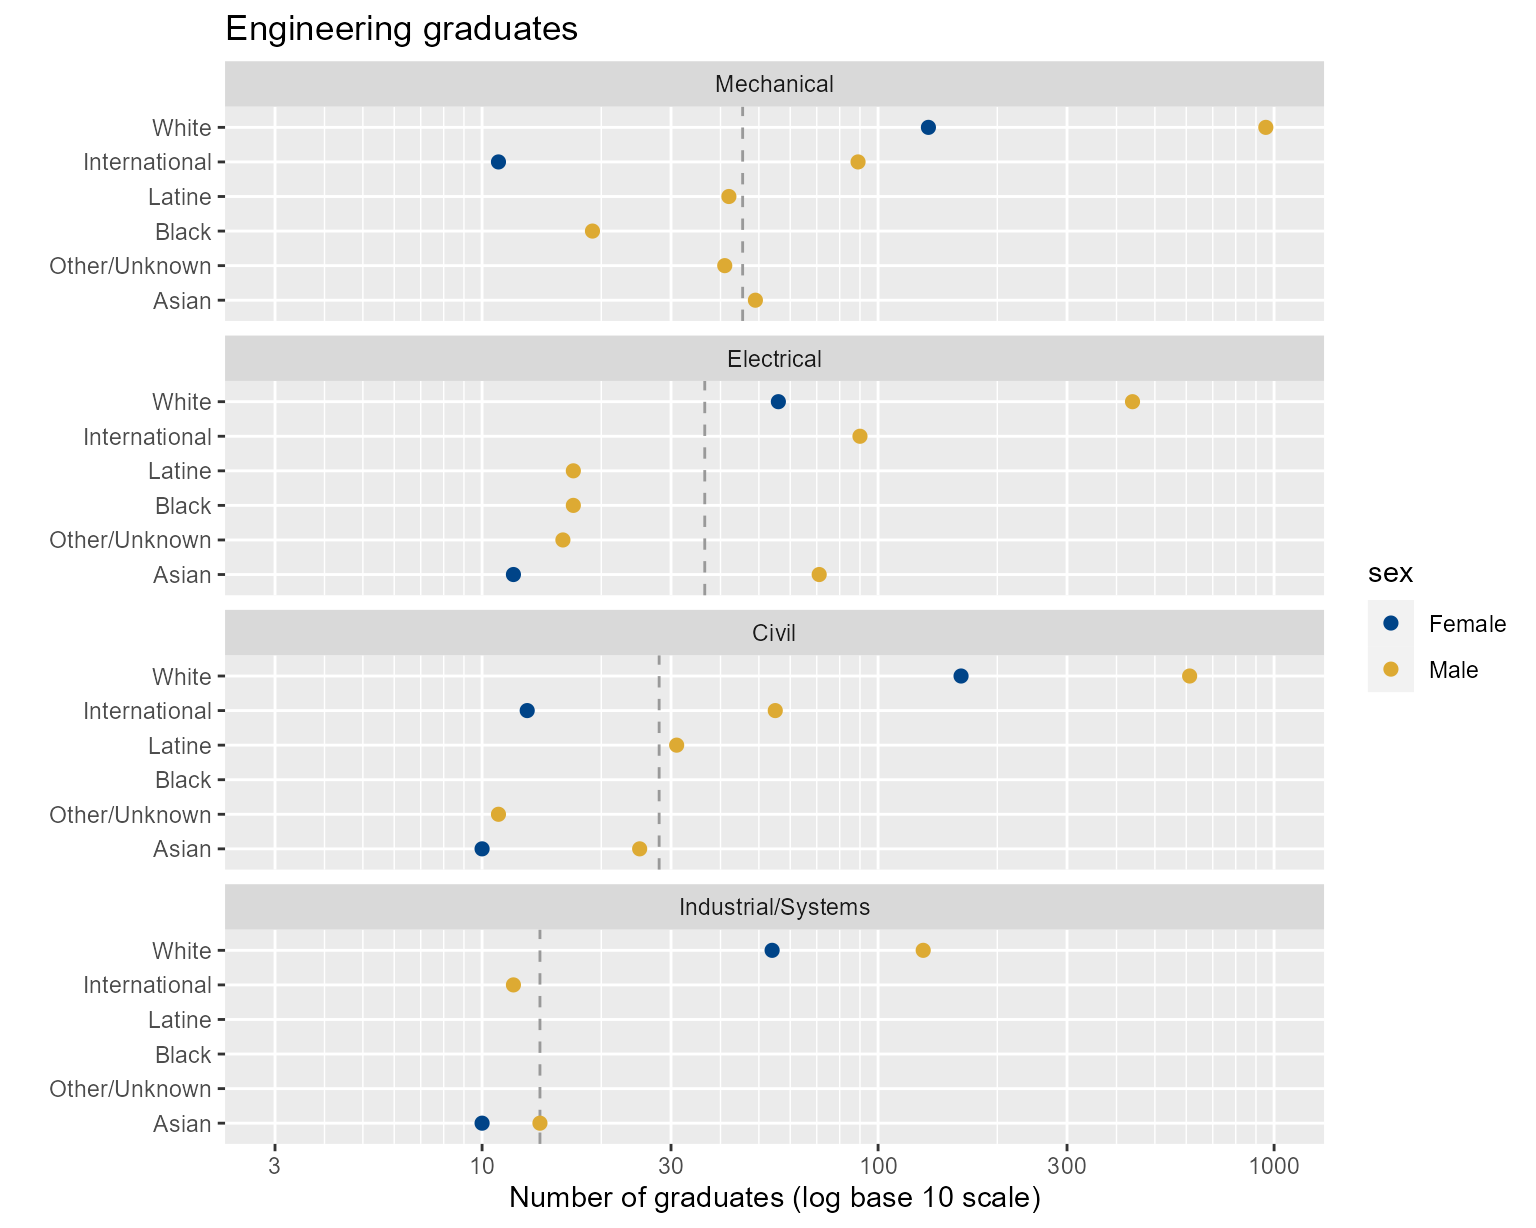 Engineering graduates
Mechanical
White
International
Latine
Black
Other/Unknown
Asian
Electrical
White
International
Latine
Black
Other/Unknown
Asian
Civil
White
International
Latine
Black
Other/Unknown
Asian
Industrial/Systems
White
International
Latine
Black
Other/Unknown
Asian
3 10 30 100 300 1000
Number of graduates (log base 10 scale)
sex
Female
Male